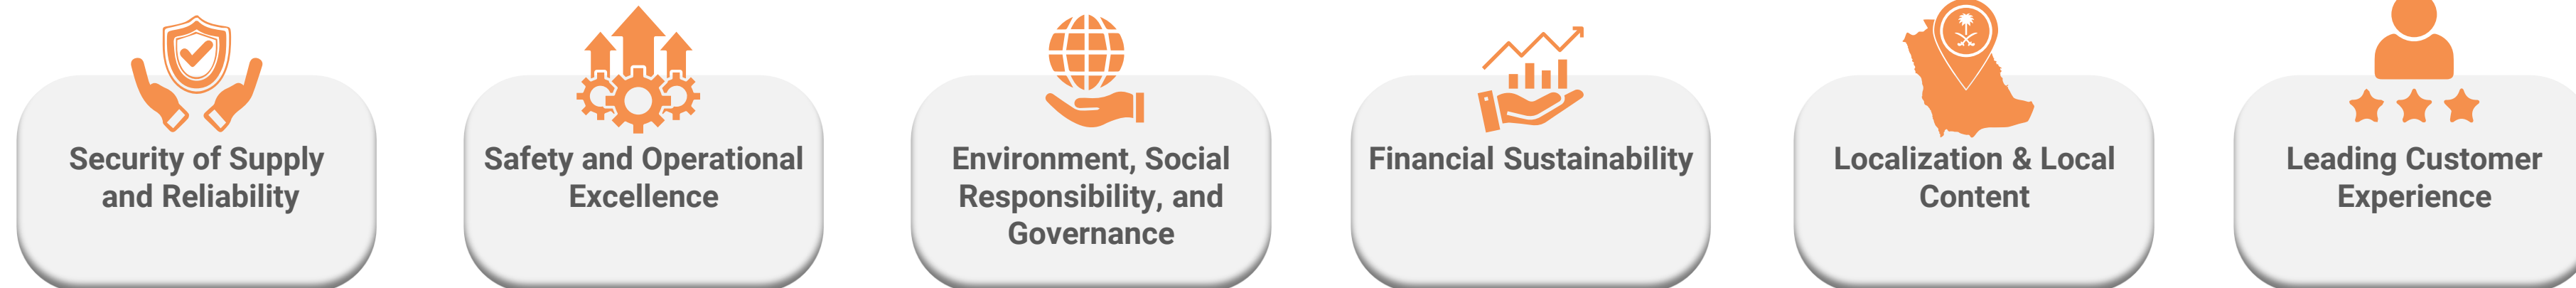 Security of Supply
and Reliability
Safety and Operational
Excellence
Environment, Social
Responsibility, and
Governance
Financial Sustainability
Localization & Local
Content
Leading Customer
Experience